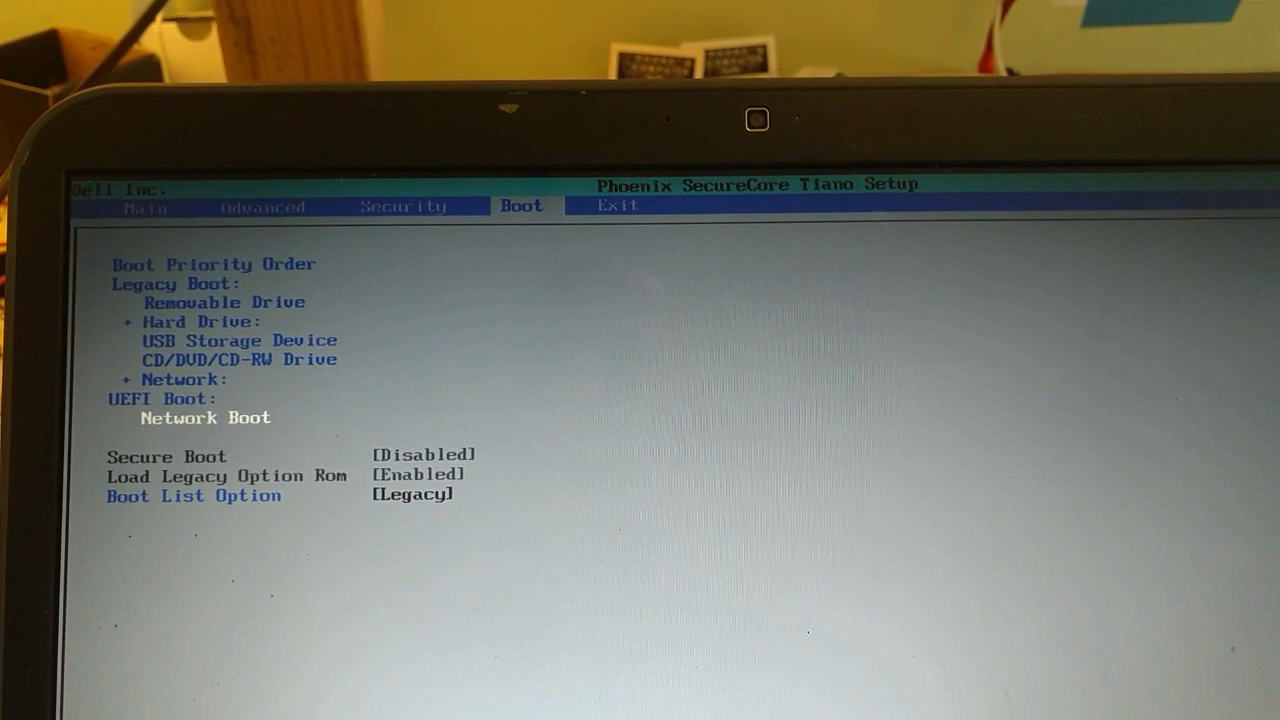 Dell Inc.
Phoenix SecureCore Tiano Setup
Main Advanced Security Boot Exit
Boot Priority Order
Legacy Boot:
Removable Drive
+ Hard Drive:
USB Storage Device
CD/DVD/CD-RW Drive
+ Network:
UEFI Boot:
Network Boot
Secure Boot [Disabled]
Load Legacy Option Rom [Enabled]
Boot List Option [Legacy]